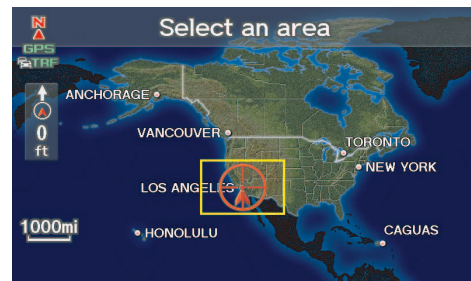 Select an area
N
GPS
TRF
ANCHORAGE
0
ft
VANCOUVER
TORONTO
NEW YORK
LOS ANGELES
1000mi
HONOLULU
CAGUAS